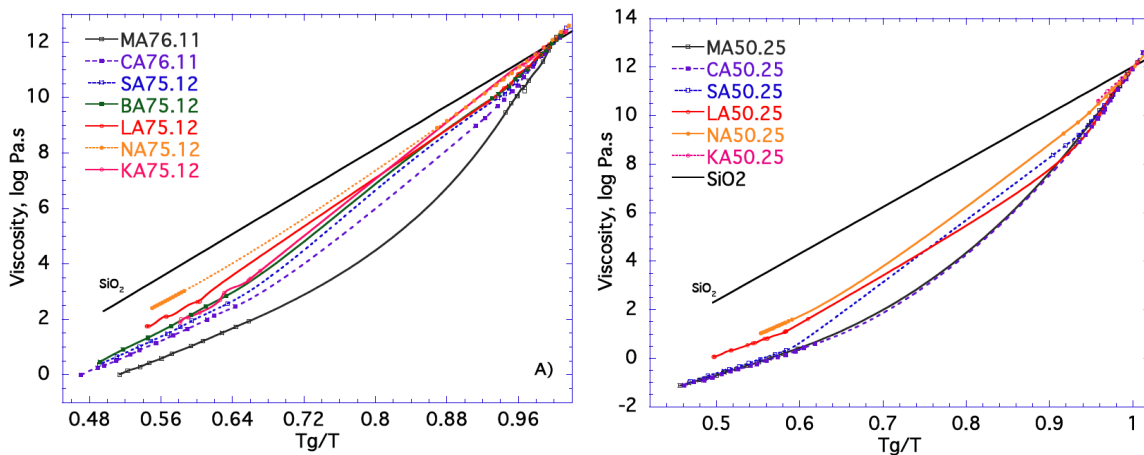 12
10
8
6
4
2
0
Viscosity, log Pa.s
MA76.11
CA76.11
SA75.12
BA75.12
LA75.12
NA75.12
KA75.12
SiO2
A)
0.48 0.56 0.64 0.72 0.8 0.88 0.96
Tg/T
14
12
10
8
6
4
2
0
-2
Viscosity, log Pa.s
MA50.25
CA50.25
SA50.25
LA50.25
NA50.25
KA50.25
SiO2
SiO2
0.5 0.6 0.7 0.8 0.9 1
Tg/T